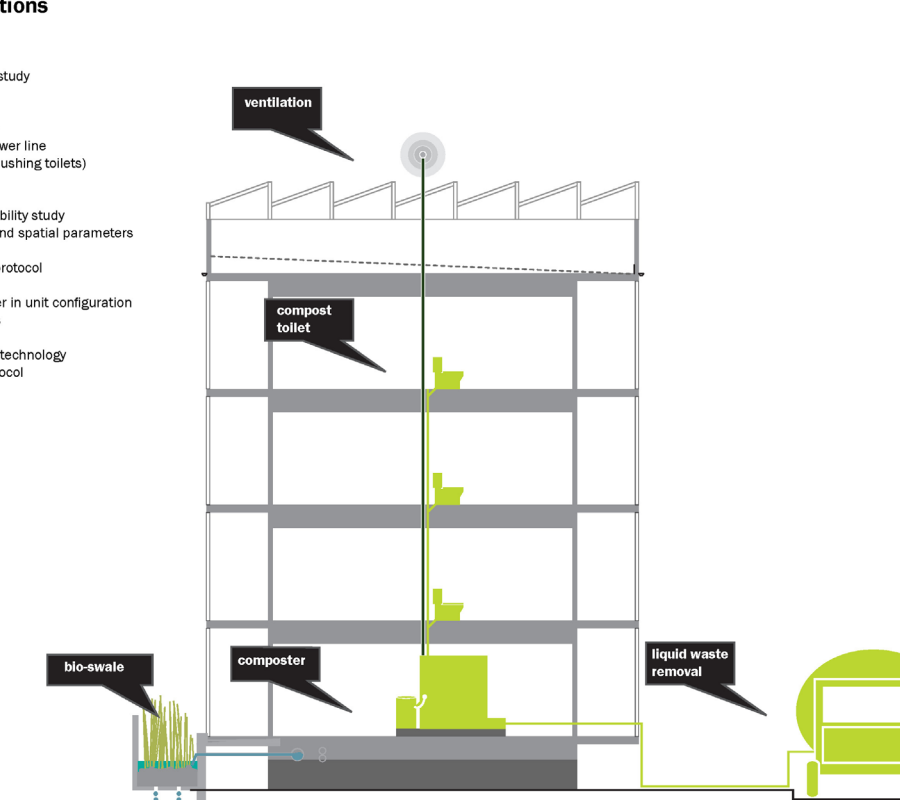 tions
study
wer line
ushing toilets)
bility study
nd spatial parameters
rotocol
er in unit configuration
technology
ocol
ventilation
compost
toilet
composter
bio-swale
liquid waste
removal